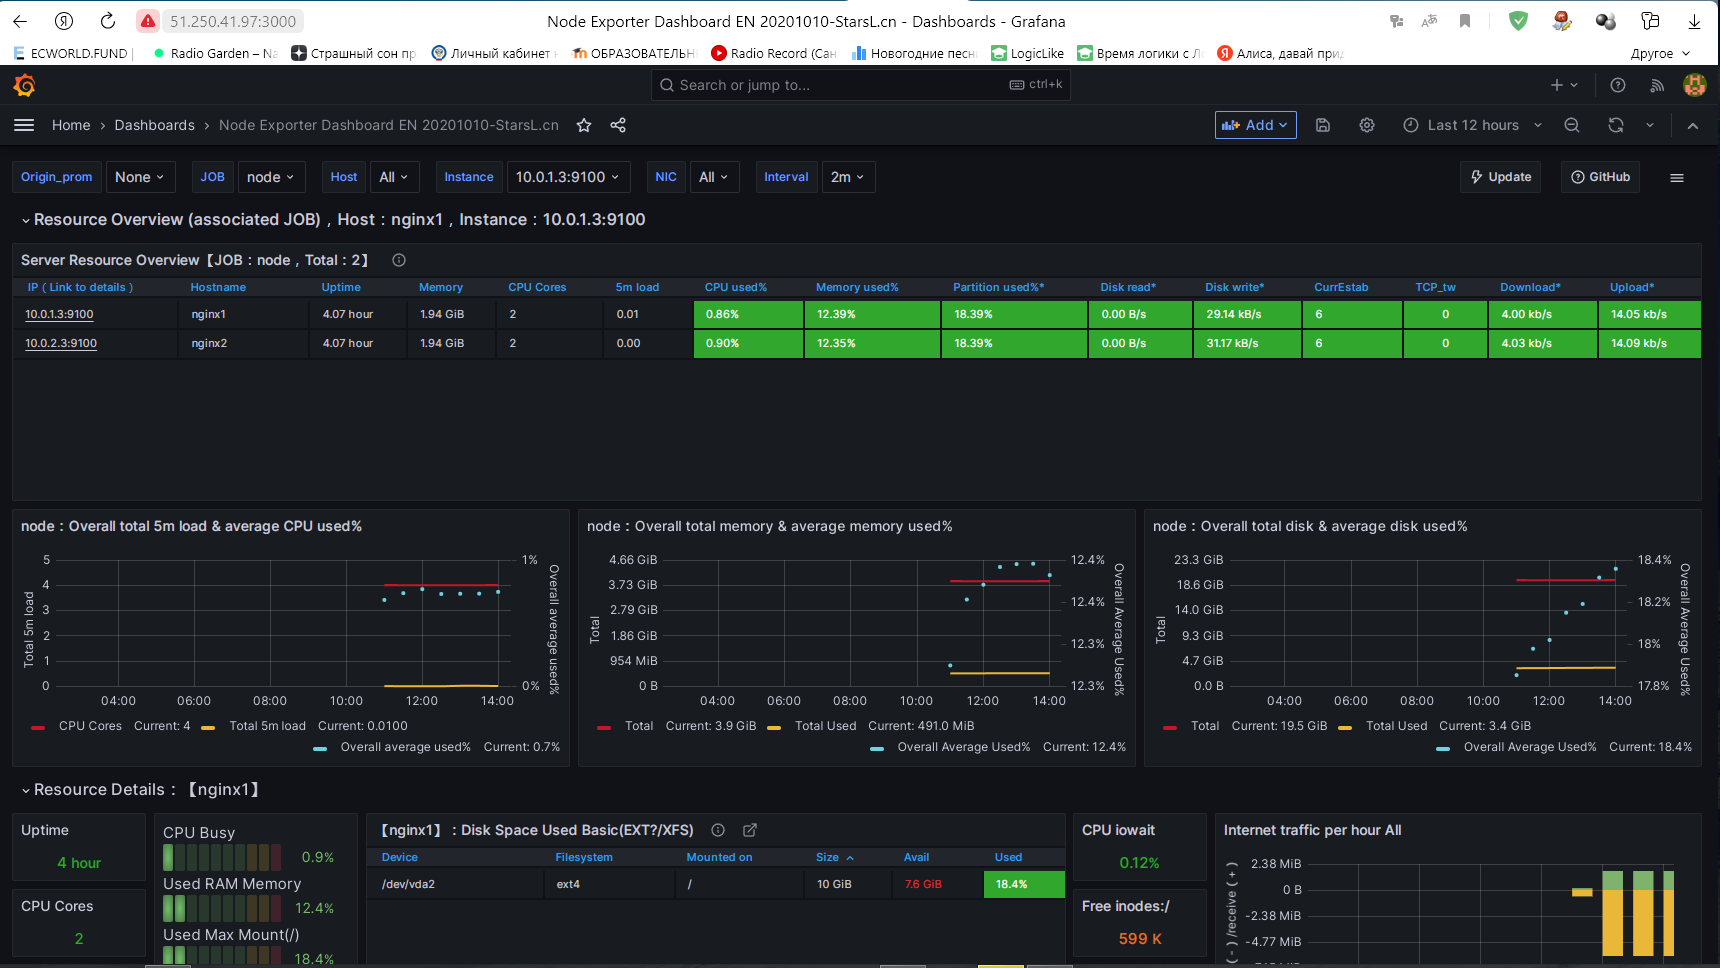 51.250.41.97:3000
Node Exporter Dashboard EN 20201010-StarsL.cn - Dashboards - Grafana
ECWORLD.FUND |
Radio Garden – Na
Страшный сон пр
Личный кабинет
ОБРАЗОВАТЕЛЬН
Radio Record (Сан
Новогодние песн
LogicLike
Время логики с Л
Алиса, давай при
Другое
Search or jump to...
ctrl+k
Home › Dashboards › Node Exporter Dashboard EN 20201010-StarsL.cn
Add
Last 12 hours
Origin_prom None JOB node Host All Instance 10.0.1.3:9100 NIC All Interval 2m
Update
GitHub
Resource Overview (associated JOB)，Host：nginx1，Instance：10.0.1.3:9100
Server Resource Overview【JOB：node，Total：2】
IP（Link to details） Hostname Uptime Memory CPU Cores 5m load CPU used% Memory used% Partition used%* Disk read* Disk write* CurrEstab TCP_tw Download* Upload*
10.0.1.3:9100 nginx1 4.07 hour 1.94 GiB 2 0.01 0.86% 12.39% 18.39% 0.00 B/s 29.14 kB/s 6 0 4.00 kb/s 14.05 kb/s
10.0.2.3:9100 nginx2 4.07 hour 1.94 GiB 2 0.00 0.90% 12.35% 18.39% 0.00 B/s 31.17 kB/s 6 0 4.03 kb/s 14.09 kb/s
node：Overall total 5m load & average CPU used%
Total 5m load
5
4
3
2
1
0
1%
0%
Overall average used%
04:00 06:00 08:00 10:00 12:00 14:00
CPU Cores Current: 4 Total 5m load Current: 0.0100
Overall average used% Current: 0.7%
node：Overall total memory & average memory used%
Total
4.66 GiB
3.73 GiB
2.79 GiB
1.86 GiB
954 MiB
0 B
12.4%
12.4%
12.3%
12.3%
Overall Average Used%
04:00 06:00 08:00 10:00 12:00 14:00
Total Current: 3.9 GiB Total Used Current: 491.0 MiB
Overall Average Used% Current: 12.4%
node：Overall total disk & average disk used%
Total
23.3 GiB
18.6 GiB
14.0 GiB
9.3 GiB
4.7 GiB
0.0 B
18.4%
18.2%
18%
17.8%
Overall Average Used%
04:00 06:00 08:00 10:00 12:00 14:00
Total Current: 19.5 GiB Total Used Current: 3.4 GiB
Overall Average Used% Current: 18.4%
Resource Details：【nginx1】
Uptime
4 hour
CPU Cores
2
CPU Busy
0.9%
Used RAM Memory
12.4%
Used Max Mount(/)
18.4%
【nginx1】：Disk Space Used Basic(EXT?/XFS)
Device Filesystem Mounted on Size Avail Used
/dev/vda2 ext4 / 10 GiB 7.6 GiB 18.4%
CPU iowait
0.12%
Free inodes:/
599 K
Internet traffic per hour All
(-)/receive(+)
2.38 MiB
0 B
-2.38 MiB
-4.77 MiB